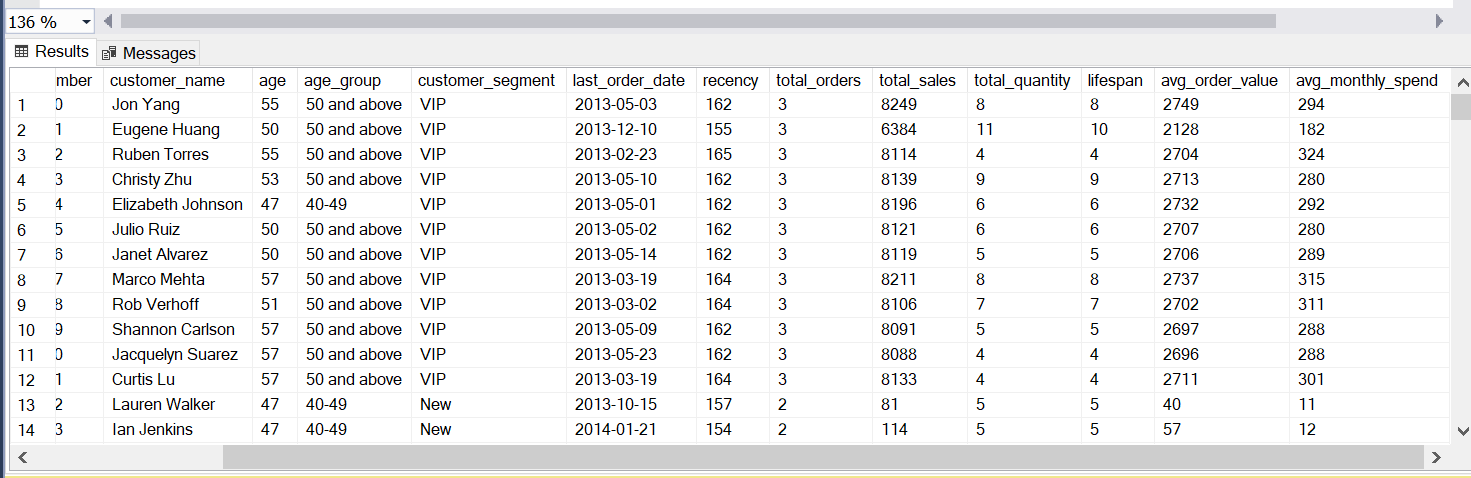 136 %
Results Messages
mber customer_name age age_group customer_segment last_order_date recency total_orders total_sales total_quantity lifespan avg_order_value avg_monthly_spend
1 0 Jon Yang 55 50 and above VIP 2013-05-03 162 3 8249 8 8 2749 294
2 1 Eugene Huang 50 50 and above VIP 2013-12-10 155 3 6384 11 10 2128 182
3 2 Ruben Torres 55 50 and above VIP 2013-02-23 165 3 8114 4 4 2704 324
4 3 Christy Zhu 53 50 and above VIP 2013-05-10 162 3 8139 9 9 2713 280
5 4 Elizabeth Johnson 47 40-49 VIP 2013-05-01 162 3 8196 6 6 2732 292
6 5 Julio Ruiz 50 50 and above VIP 2013-05-02 162 3 8121 6 6 2707 280
7 6 Janet Alvarez 50 50 and above VIP 2013-05-14 162 3 8119 5 5 2706 289
8 7 Marco Mehta 57 50 and above VIP 2013-03-19 164 3 8211 8 8 2737 315
9 8 Rob Verhoff 51 50 and above VIP 2013-03-02 164 3 8106 7 7 2702 311
10 9 Shannon Carlson 57 50 and above VIP 2013-05-09 162 3 8091 5 5 2697 288
11 0 Jacquelyn Suarez 57 50 and above VIP 2013-05-23 162 3 8088 4 4 2696 288
12 1 Curtis Lu 57 50 and above VIP 2013-03-19 164 3 8133 4 4 2711 301
13 2 Lauren Walker 47 40-49 New 2013-10-15 157 2 81 5 5 40 11
14 3 Ian Jenkins 47 40-49 New 2014-01-21 154 2 114 5 5 57 12